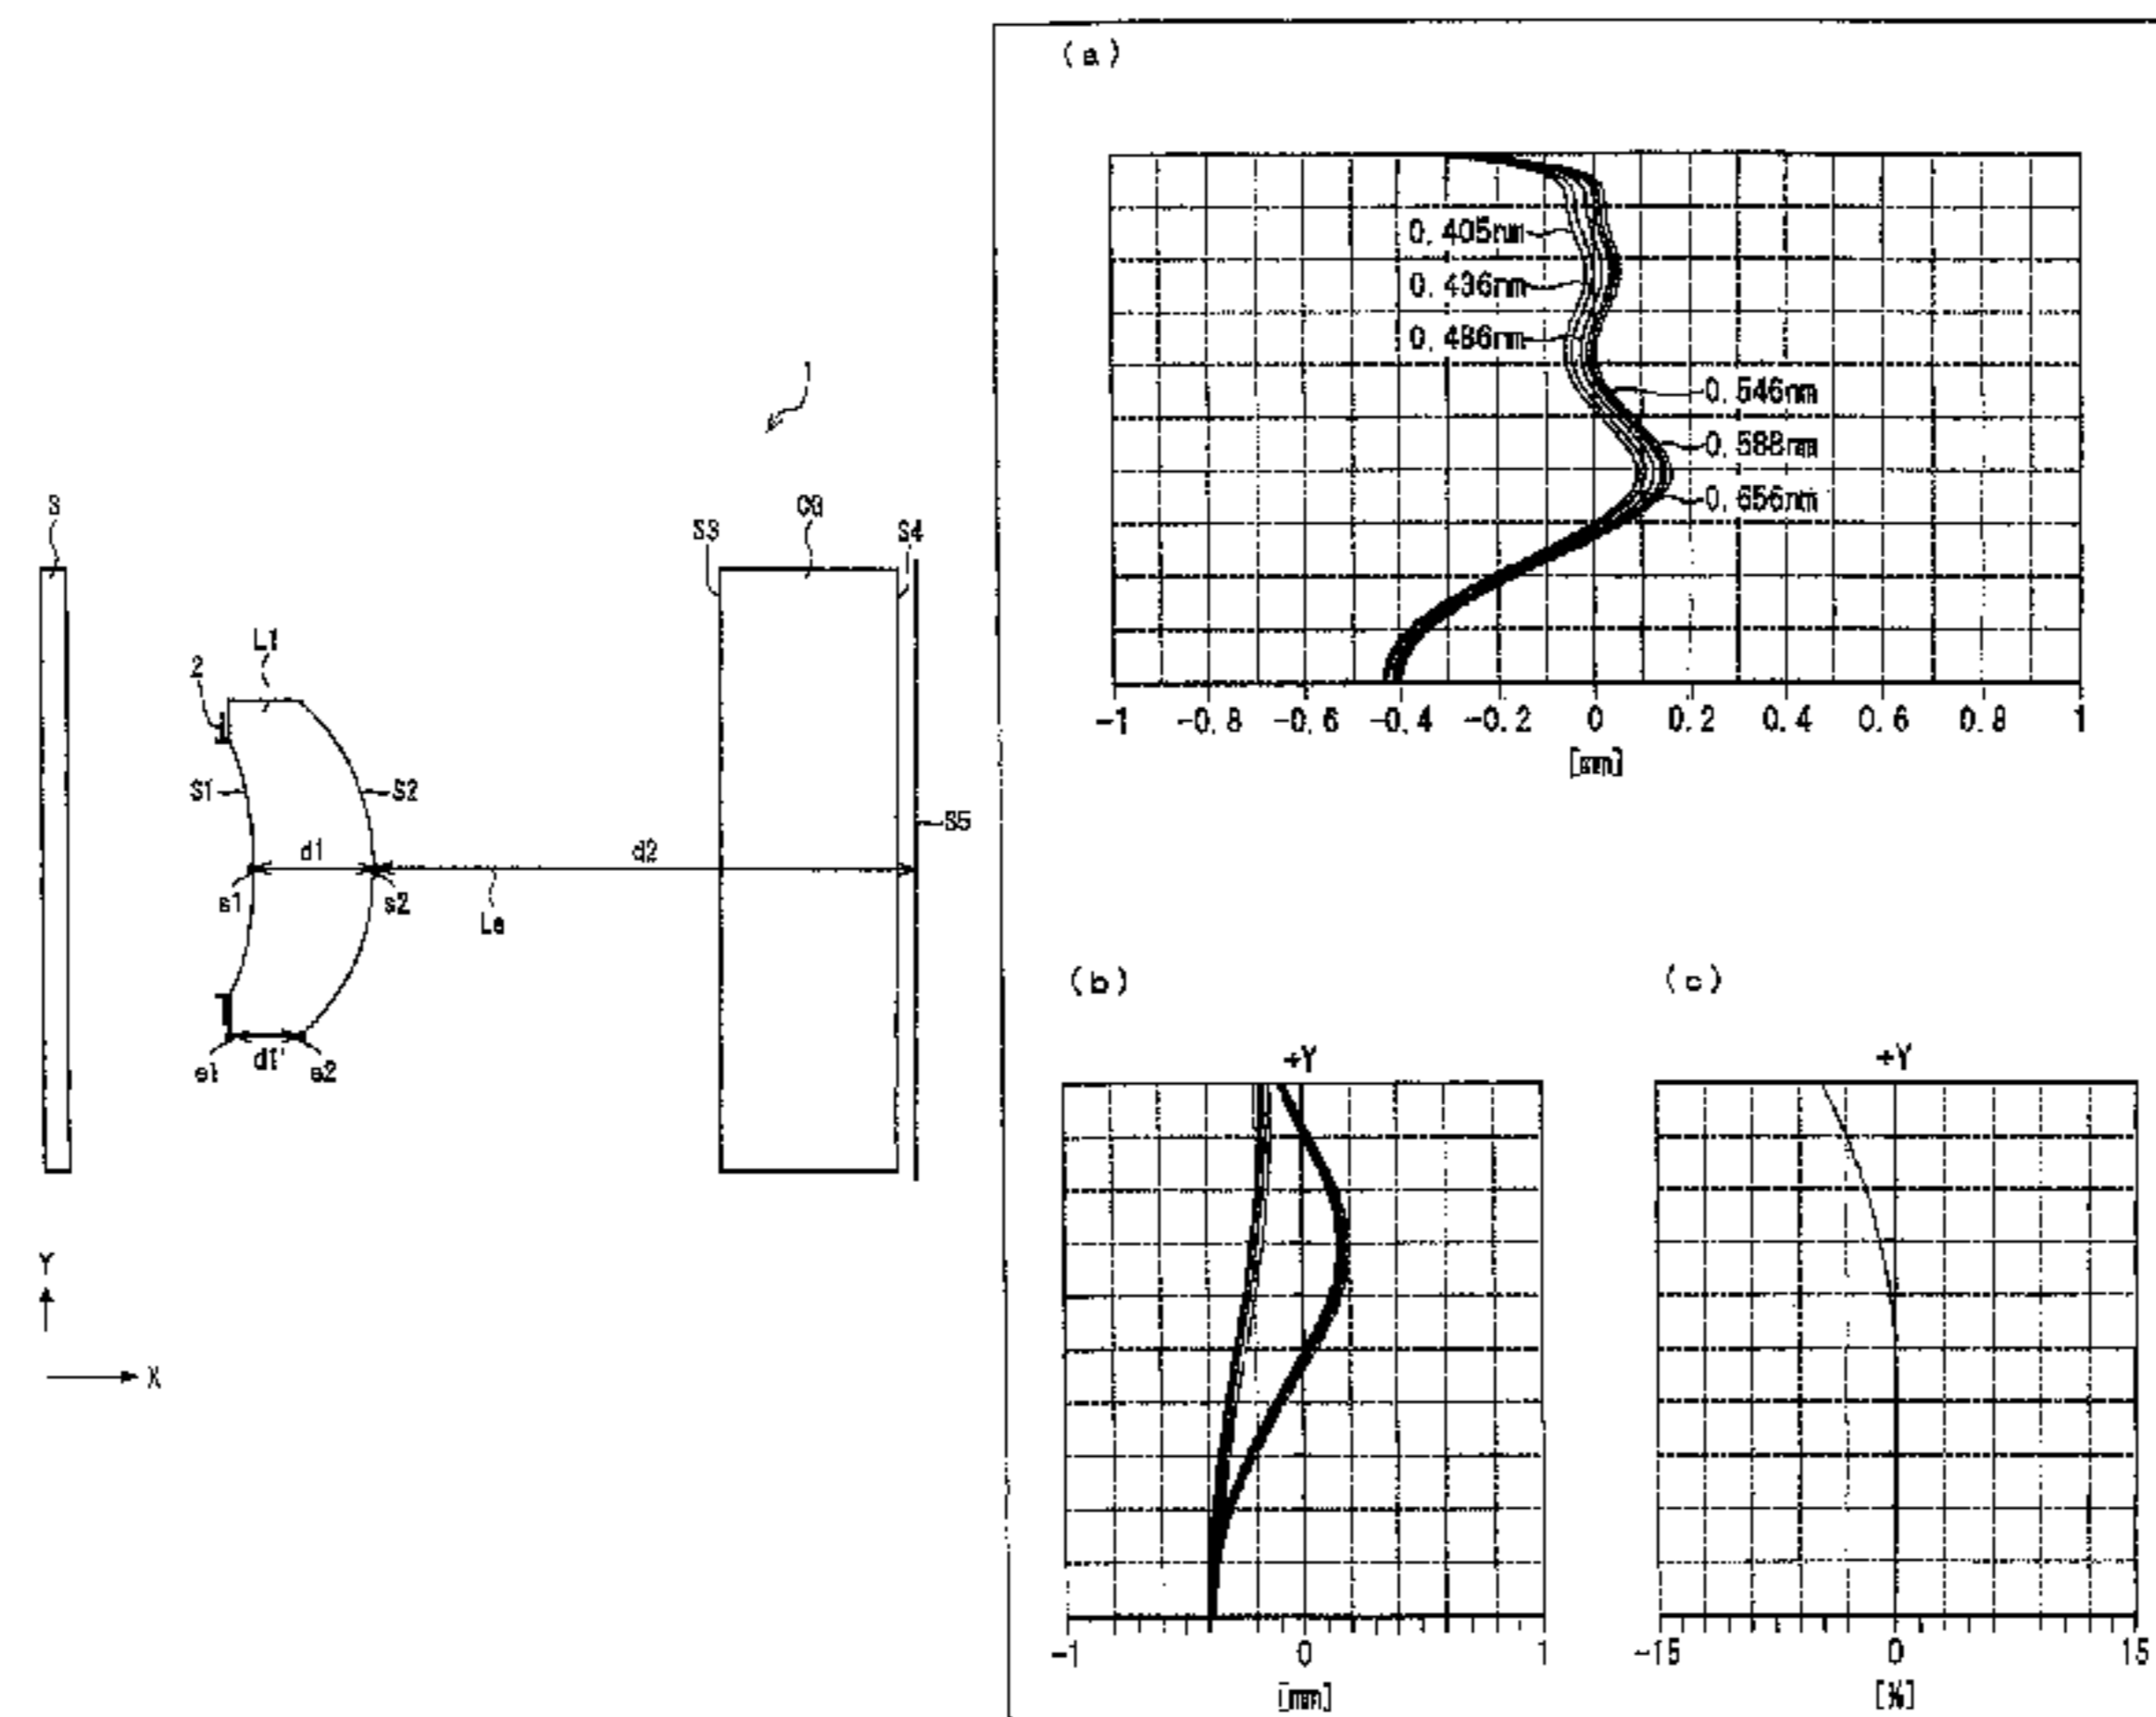 1
S
S3
CG
S4
L1
2
S1
S2
S5
d1
d2
s1
s2
La
e1
d1'
e2
Y
X
(a)
0.405nm
0.436nm
0.486nm
0.546nm
0.588nm
0.656nm
-1 -0.8 -0.6 -0.4 -0.2 0 0.2 0.4 0.6 0.8 1
[mm]
(b)
+Y
-1 0 1
[mm]
(c)
+Y
-15 0 15
[%]